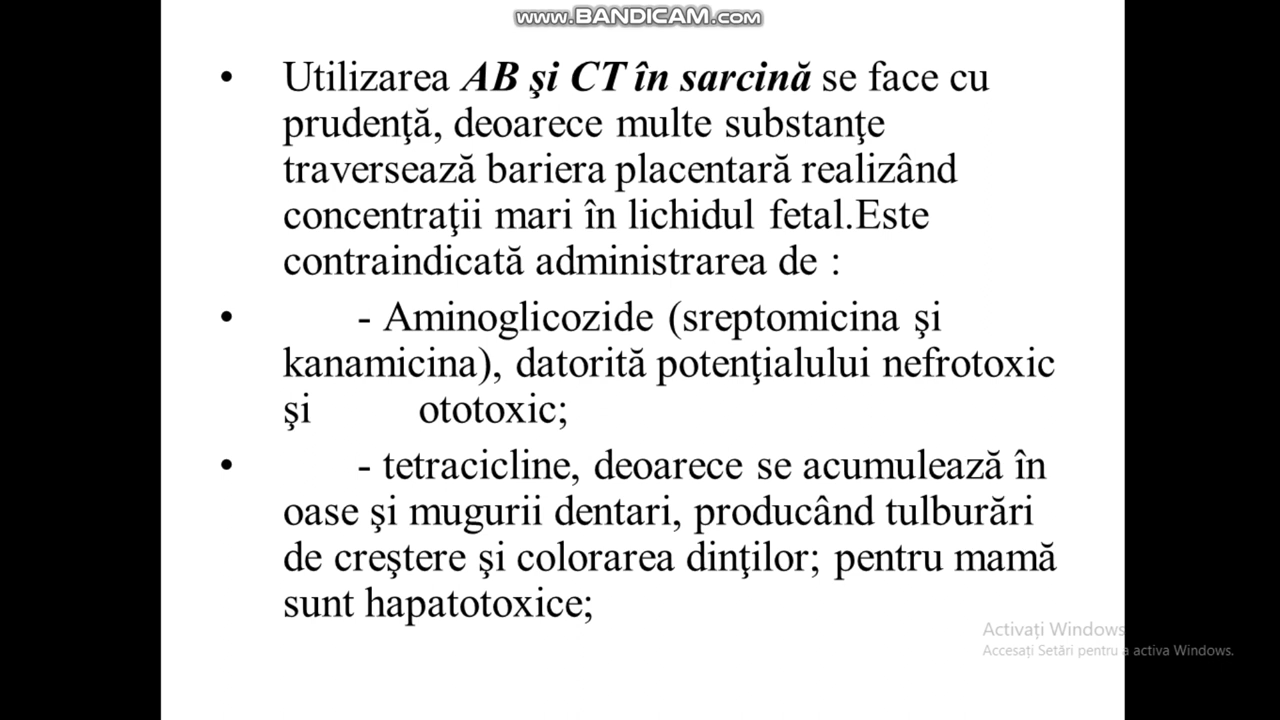 www.BANDICAM.com
• Utilizarea AB şi CT în sarcină se face cu
prudenţă, deoarece multe substanţe
traversează bariera placentară realizând
concentraţii mari în lichidul fetal.Este
contraindicată administrarea de :
• - Aminoglicozide (sreptomicina şi
kanamicina), datorită potenţialului nefrotoxic
şi ototoxic;
• - tetracicline, deoarece se acumulează în
oase şi mugurii dentari, producând tulburări
de creştere şi colorarea dinţilor; pentru mamă
sunt hapatotoxice;
Activați Windows
Accesați Setări pentru a activa Windows.